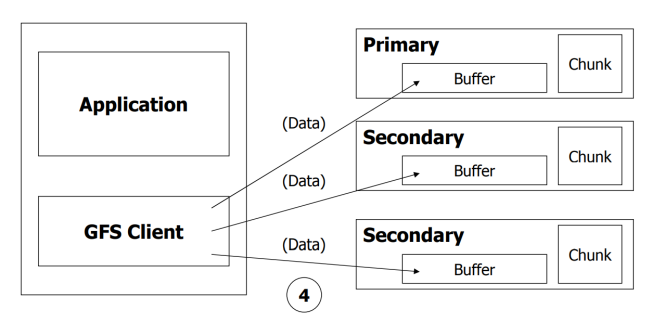 Application
GFS Client
(Data)
(Data)
(Data)
4
Primary
Buffer
Chunk
Secondary
Buffer
Chunk
Secondary
Buffer
Chunk